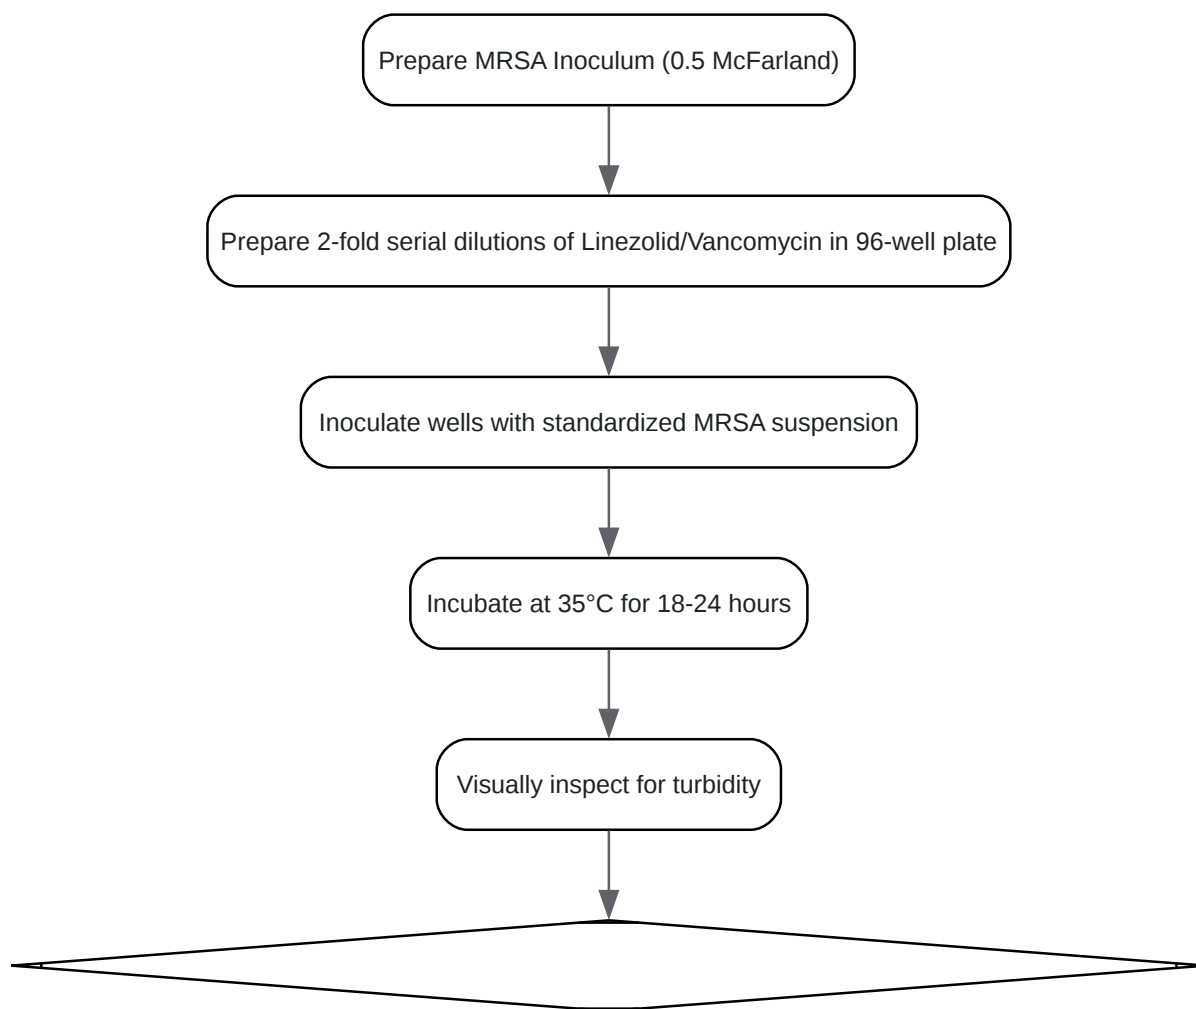 Prepare MRSA Inoculum (0.5 McFarland)
Prepare 2-fold serial dilutions of Linezolid/Vancomycin in 96-well plate
Inoculate wells with standardized MRSA suspension
Incubate at 35°C for 18-24 hours
Visually inspect for turbidity